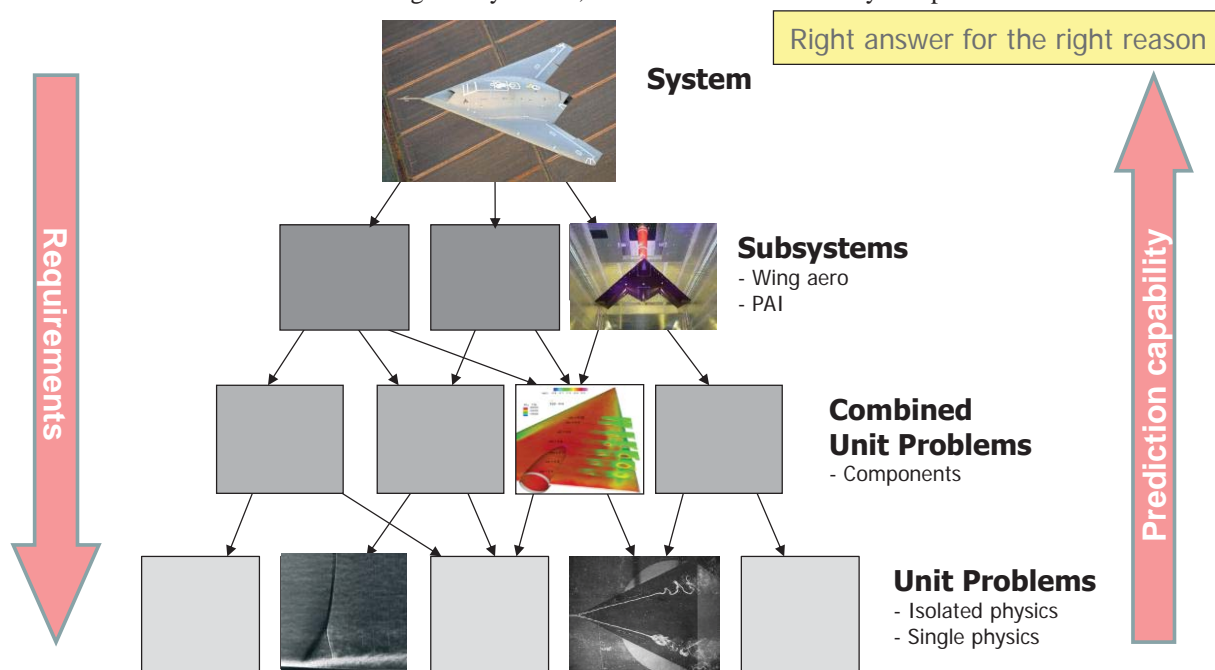 Right answer for the right reason
System
Requirements
Prediction capability
Subsystems
- Wing aero
- PAI
Combined
Unit Problems
- Components
Unit Problems
- Isolated physics
- Single physics